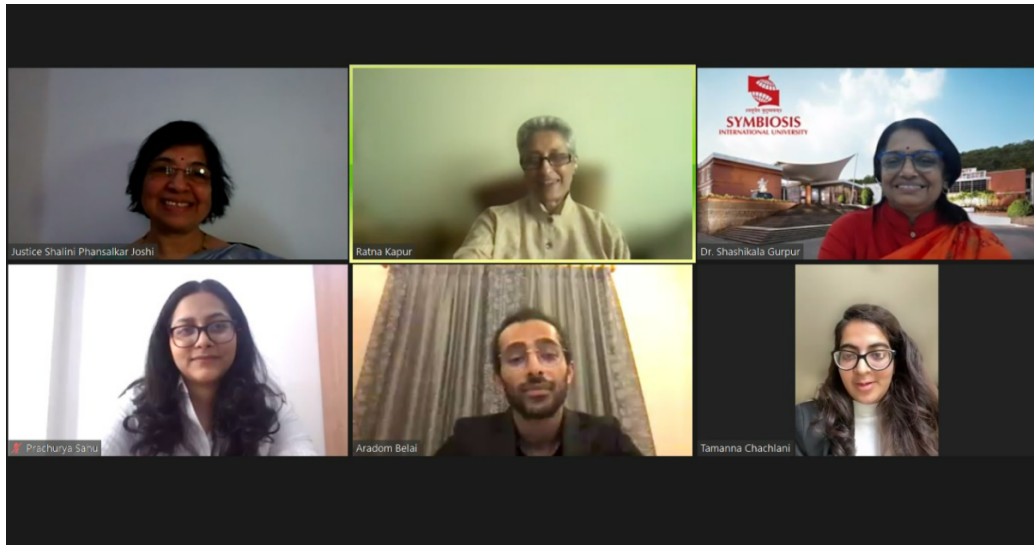 SYMBIOSIS
INTERNATIONAL UNIVERSITY
Justice Shalini Phansalkar Joshi
Ratna Kapur
Dr. Shashikala Gurpur
Prachurya Sahu
Aradom Belai
Tamanna Chachlani